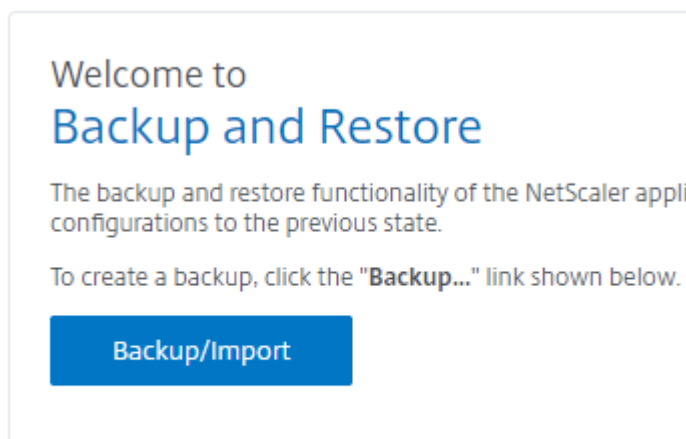 Welcome to
Backup and Restore
The backup and restore functionality of the NetScaler appli
configurations to the previous state.
To create a backup, click the "Backup..." link shown below.
Backup/Import